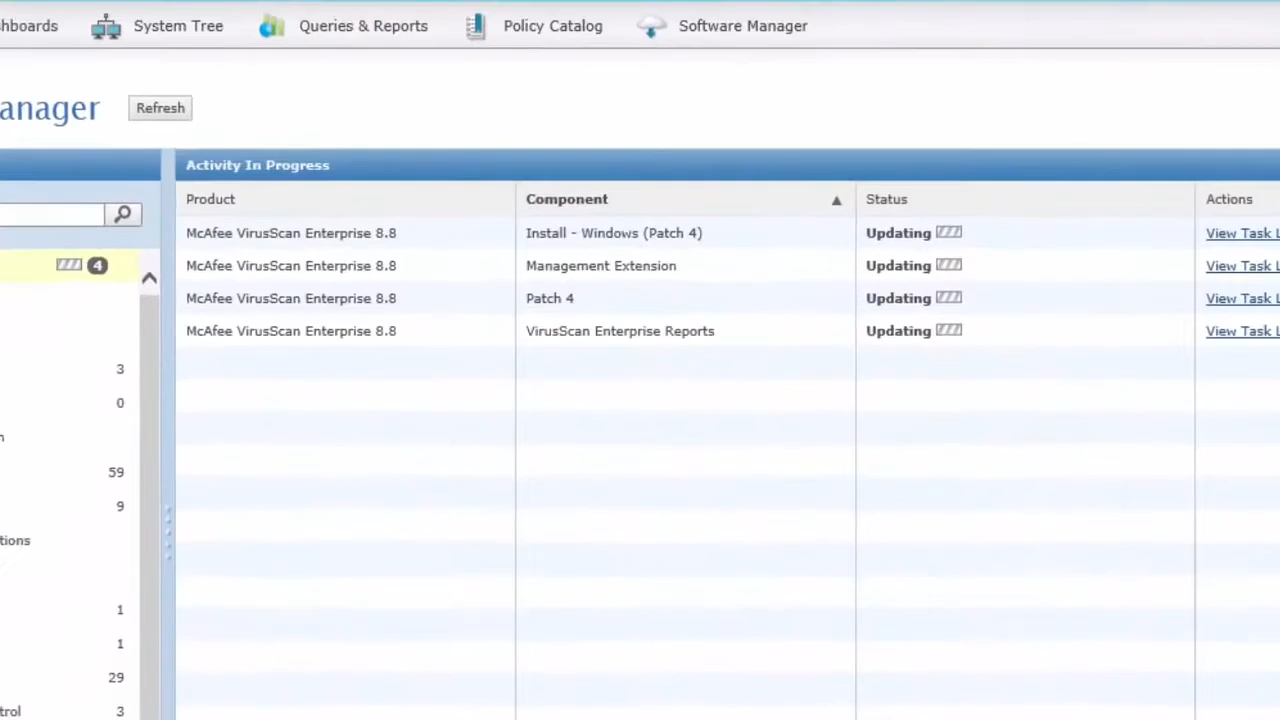 hboards System Tree Queries & Reports Policy Catalog Software Manager
anager Refresh
Activity In Progress
Product Component Status Actions
McAfee VirusScan Enterprise 8.8 Install - Windows (Patch 4) Updating View Task L
4 McAfee VirusScan Enterprise 8.8 Management Extension Updating View Task L
McAfee VirusScan Enterprise 8.8 Patch 4 Updating View Task L
McAfee VirusScan Enterprise 8.8 VirusScan Enterprise Reports Updating View Task L
3
0
n
59
9
tions
1
1
29
trol 3